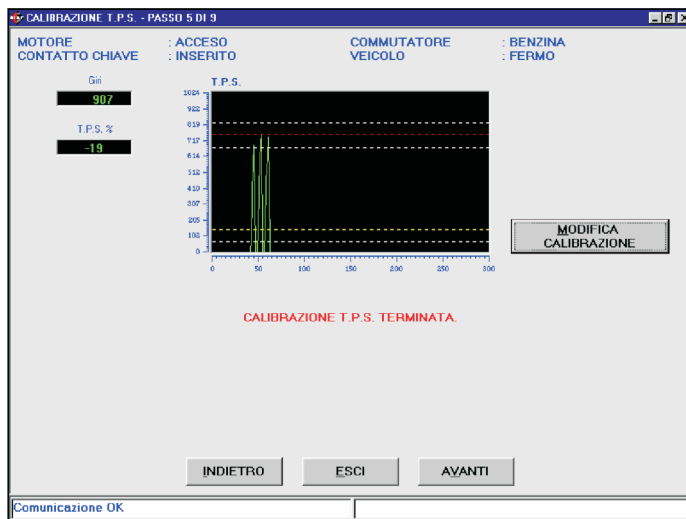 CALIBRAZIONE T.P.S. - PASSO 5 DI 9
MOTORE : ACCESO COMMUTATORE : BENZINA
CONTATTO CHIAVE : INSERITO VEICOLO : FERMO
Giri
907
T.P.S. %
-19
T.P.S.
1024
922
819
717
614
512
410
307
205
102
0
0 50 100 150 200 250 300
MODIFICA
CALIBRAZIONE
CALIBRAZIONE T.P.S. TERMINATA.
INDIETRO ESCI AVANTI
Comunicazione OK